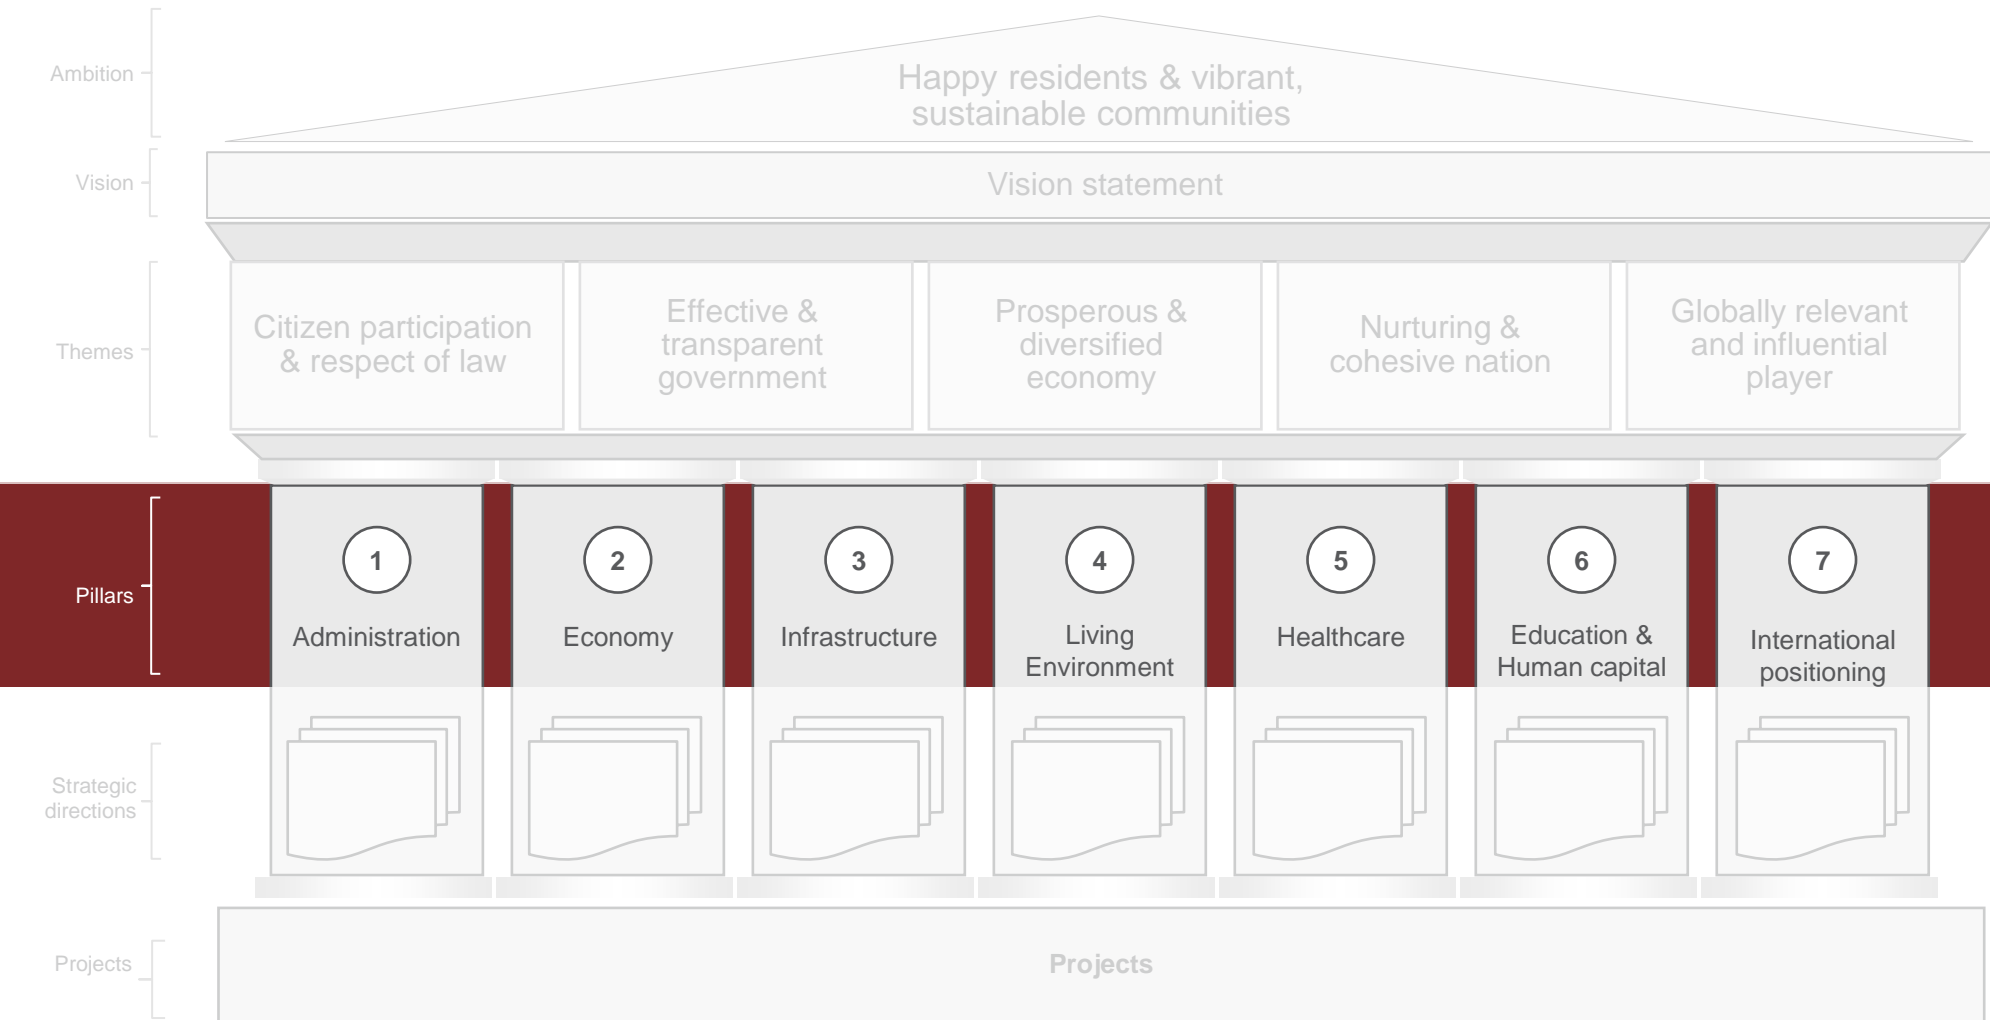 Ambition
Happy residents & vibrant,
sustainable communities
Vision
Vision statement
Themes
Citizen participation
& respect of law
Effective &
transparent
government
Prosperous &
diversified
economy
Nurturing &
cohesive nation
Globally relevant
and influential
player
Pillars
1
Administration
2
Economy
3
Infrastructure
4
Living
Environment
5
Healthcare
6
Education &
Human capital
7
International
positioning
Strategic
directions
Projects
Projects